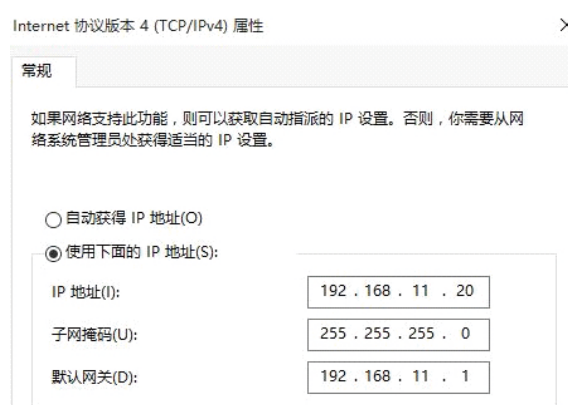 Internet 协议版本 4 (TCP/IPv4) 属性
常规
如果网络支持此功能，则可以获取自动指派的 IP 设置。否则，你需要从网
络系统管理员处获得适当的 IP 设置。
自动获得 IP 地址(O)
使用下面的 IP 地址(S):
IP 地址(I): 192 . 168 . 11 . 20
子网掩码(U): 255 . 255 . 255 . 0
默认网关(D): 192 . 168 . 11 . 1